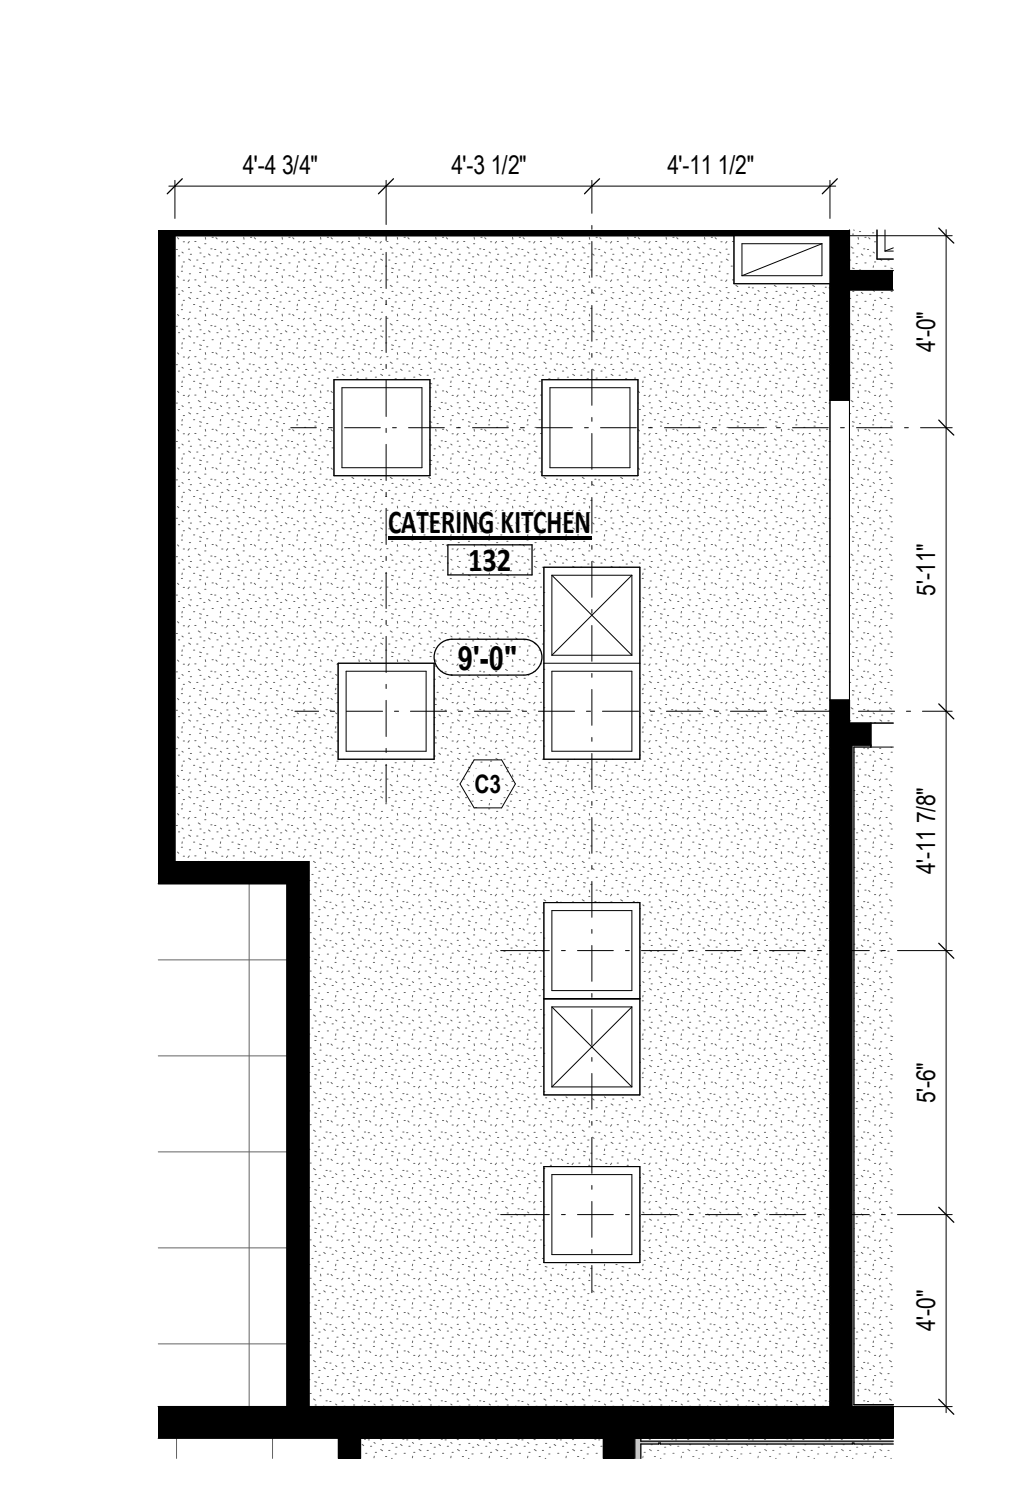 4'-4 3/4" 4'-3 1/2" 4'-11 1/2"
4'-0"
CATERING KITCHEN
132
5'-11"
9'-0"
C3
4'-11 7/8"
5'-6"
4'-0"